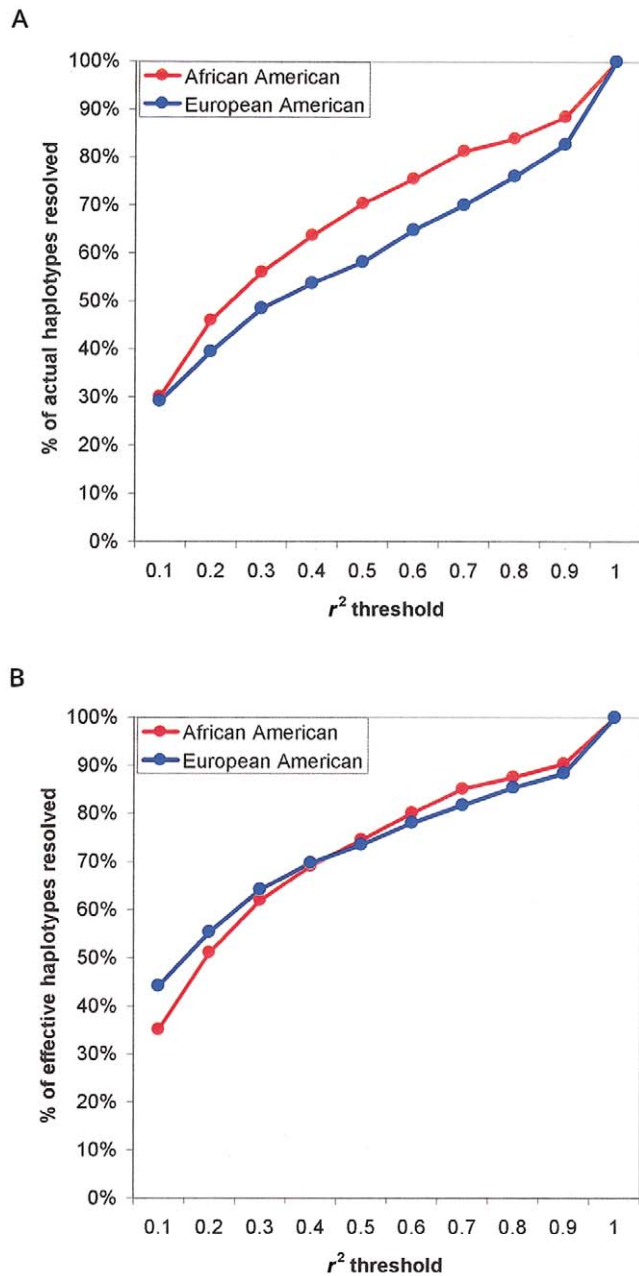 A
African American
European American
100%
90%
80%
70%
60%
50%
40%
30%
20%
10%
0%
% of actual haplotypes resolved
0.1 0.2 0.3 0.4 0.5 0.6 0.7 0.8 0.9 1
r² threshold
B
African American
European American
100%
90%
80%
70%
60%
50%
40%
30%
20%
10%
0%
% of effective haplotypes resolved
0.1 0.2 0.3 0.4 0.5 0.6 0.7 0.8 0.9 1
r² threshold